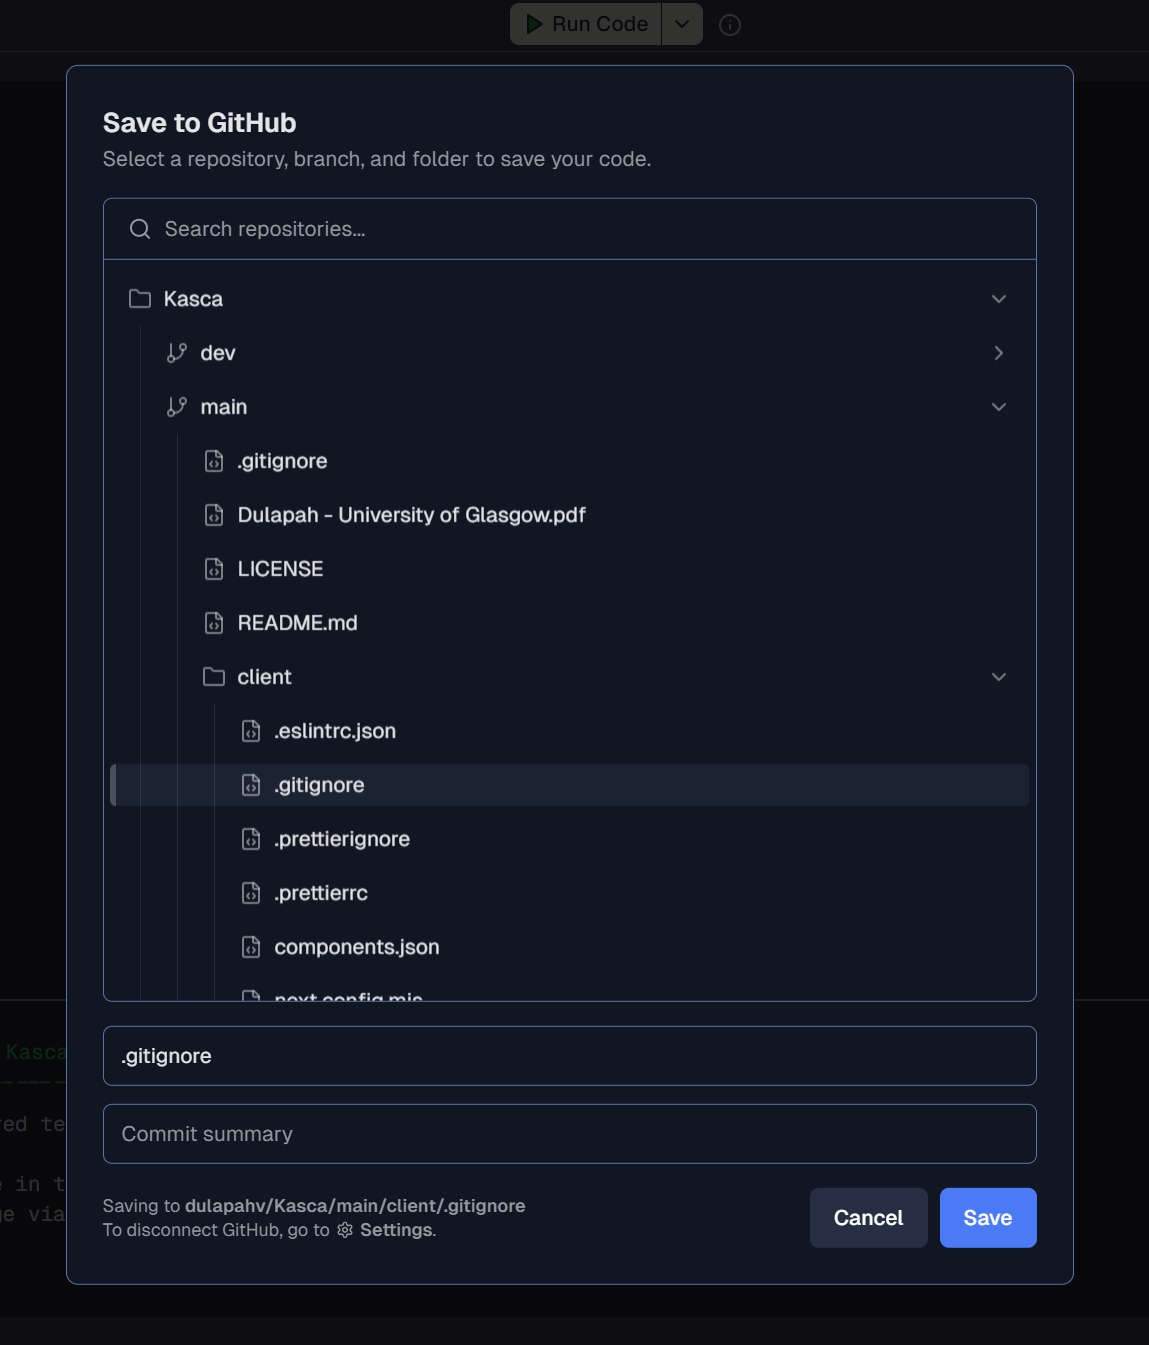 Run Code
Save to GitHub
Select a repository, branch, and folder to save your code.
Search repositories...
Kasca
dev
main
.gitignore
Dulapah - University of Glasgow.pdf
LICENSE
README.md
client
.eslintrc.json
.gitignore
.prettierignore
.prettierrc
components.json
next.config.mjs
.gitignore
Kasca
Commit summary
in t
via
Saving to dulapahv/Kasca/main/client/.gitignore
To disconnect GitHub, go to Settings.
Cancel
Save